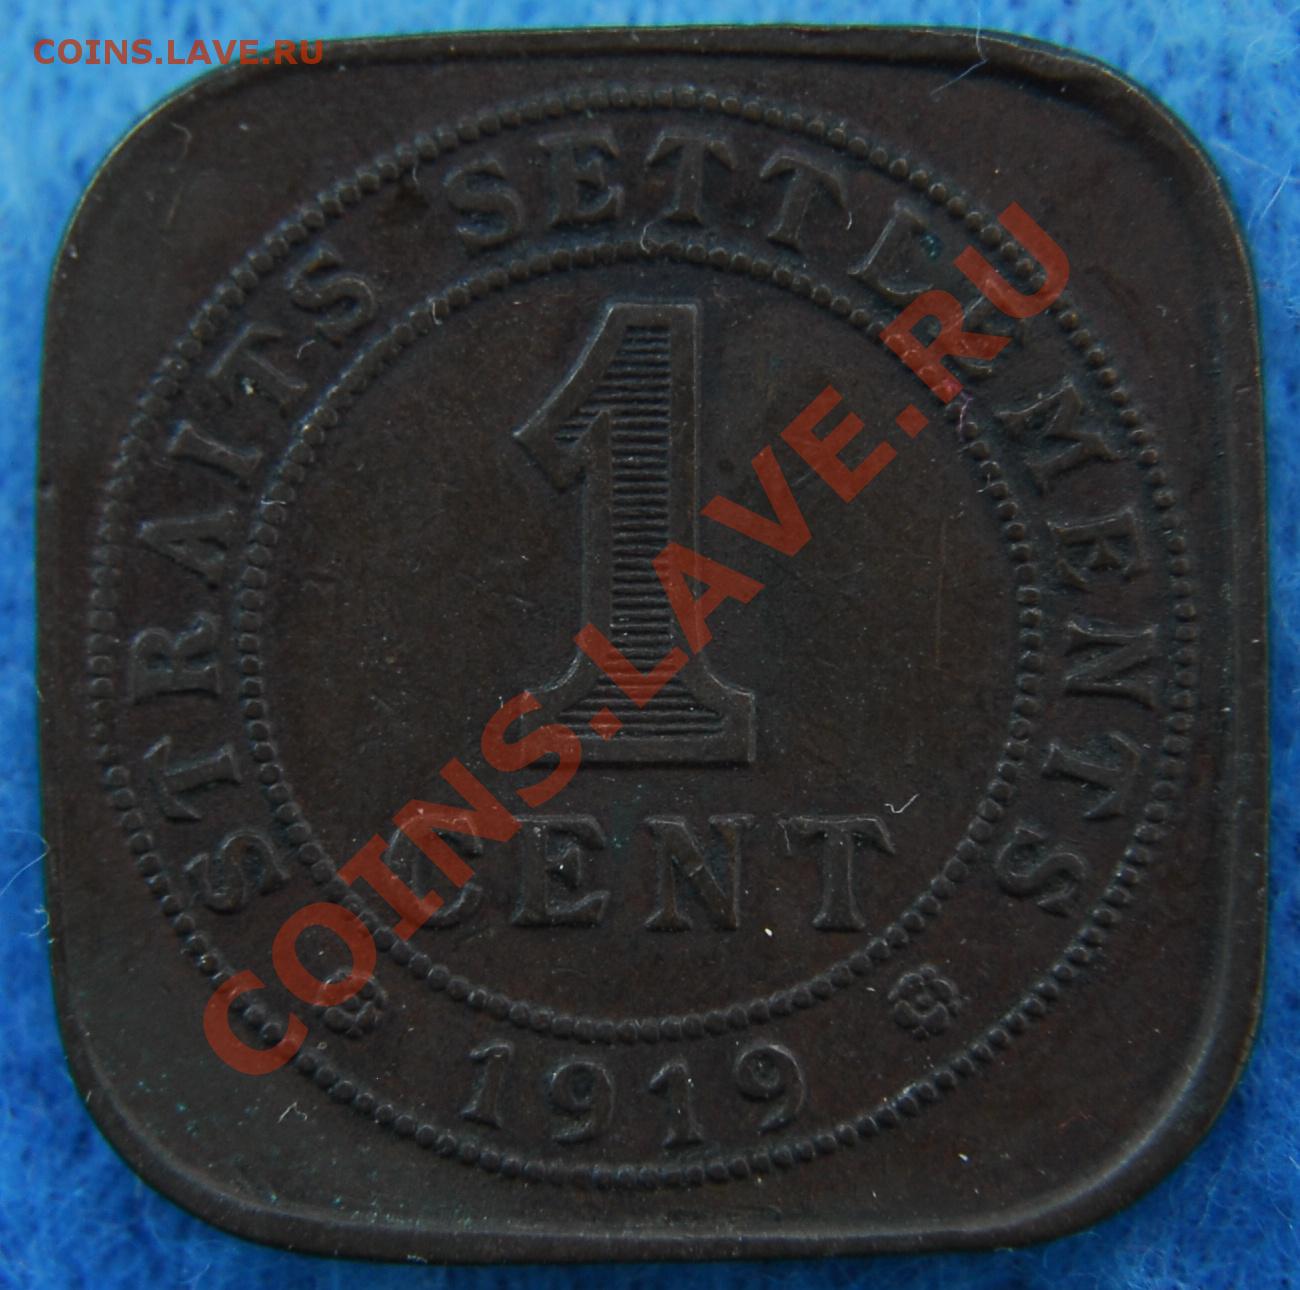 COINS.LAVE.RU
STRAITS SETTLEMENTS
1
CENT
1919
COINS.LAVE.RU